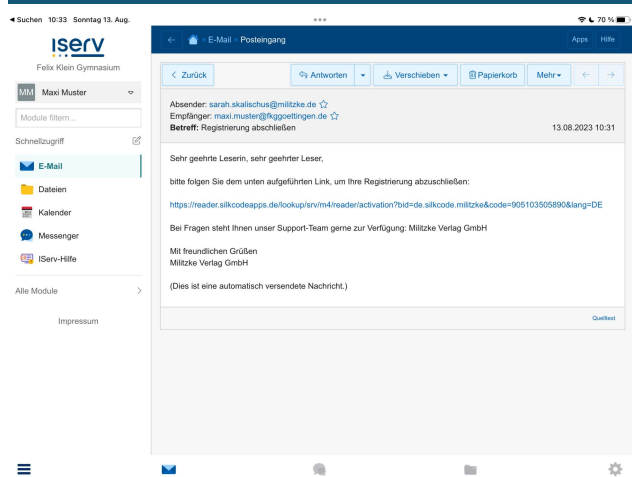 ◄ Suchen 10:33 Sonntag 13. Aug. 70 %
IServ
Felix Klein Gymnasium
MM Maxi Muster
Module filtern...
Schnellzugriff
E-Mail
Dateien
Kalender
Messenger
IServ-Hilfe
Alle Module
Impressum
E-Mail Posteingang Apps Hilfe
Zurück Antworten Verschieben Papierkorb Mehr
Absender: sarah.skalischus@militzke.de
Empfänger: maxi.muster@fkggoettingen.de
Betreff: Registrierung abschließen 13.08.2023 10:31
Sehr geehrte Leserin, sehr geehrter Leser,
bitte folgen Sie dem unten aufgeführten Link, um Ihre Registrierung abzuschließen:
https://reader.silkcodeapps.de/lookup/srv/m4/reader/activation?bid=de.silkcode.militzke&code=905103505890&lang=DE
Bei Fragen steht Ihnen unser Support-Team gerne zur Verfügung: Militzke Verlag GmbH
Mit freundlichen Grüßen
Militzke Verlag GmbH
(Dies ist eine automatisch versendete Nachricht.)
Quelltext